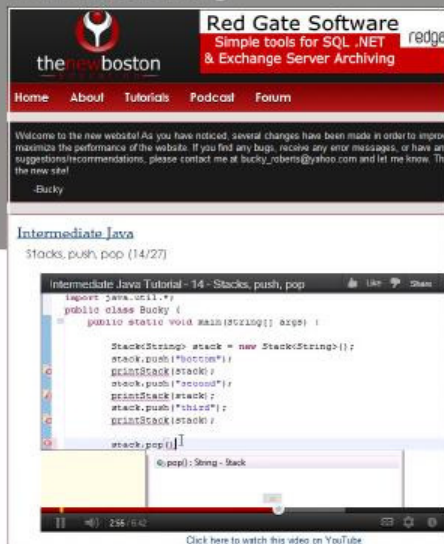 thenewboston
Red Gate Software
Simple tools for SQL .NET
& Exchange Server Archiving
redga
Home About Tutorials Podcast Forum
Welcome to the new website! As you have noticed, several changes have been made in order to improv
maximize the performance of the website. If you find any bugs, receive any error messages, or have an
suggestions/recommendations, please contact me at bucky_roberts@yahoo.com and let me know. Th
the new site!
-Bucky
Intermediate Java
Stacks, push, pop (14/27)
Intermediate Java Tutorial - 14 - Stacks, push, pop Like Share
import java.util.*;
public class Bucky {
public static void main(String[] args) {
Stack<String> stack = new Stack<String>();
stack.push("bottom");
printStack(stack);
stack.push("second");
printStack(stack);
stack.push("third");
printStack(stack);
stack.pop()
pop() : String - Stack
2:56 / 6:42
Click here to watch this video on YouTube